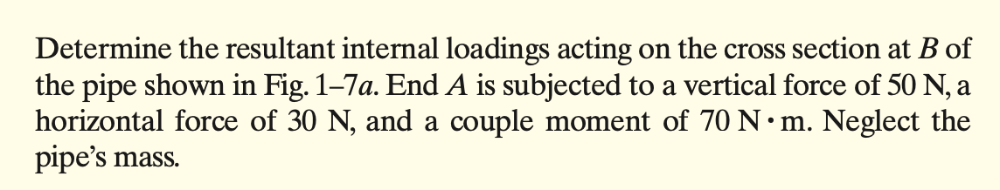 Determine the resultant internal loadings acting on the cross section at B of
the pipe shown in Fig. 1–7a. End A is subjected to a vertical force of 50 N, a
horizontal force of 30 N, and a couple moment of 70 N · m. Neglect the
pipe’s mass.